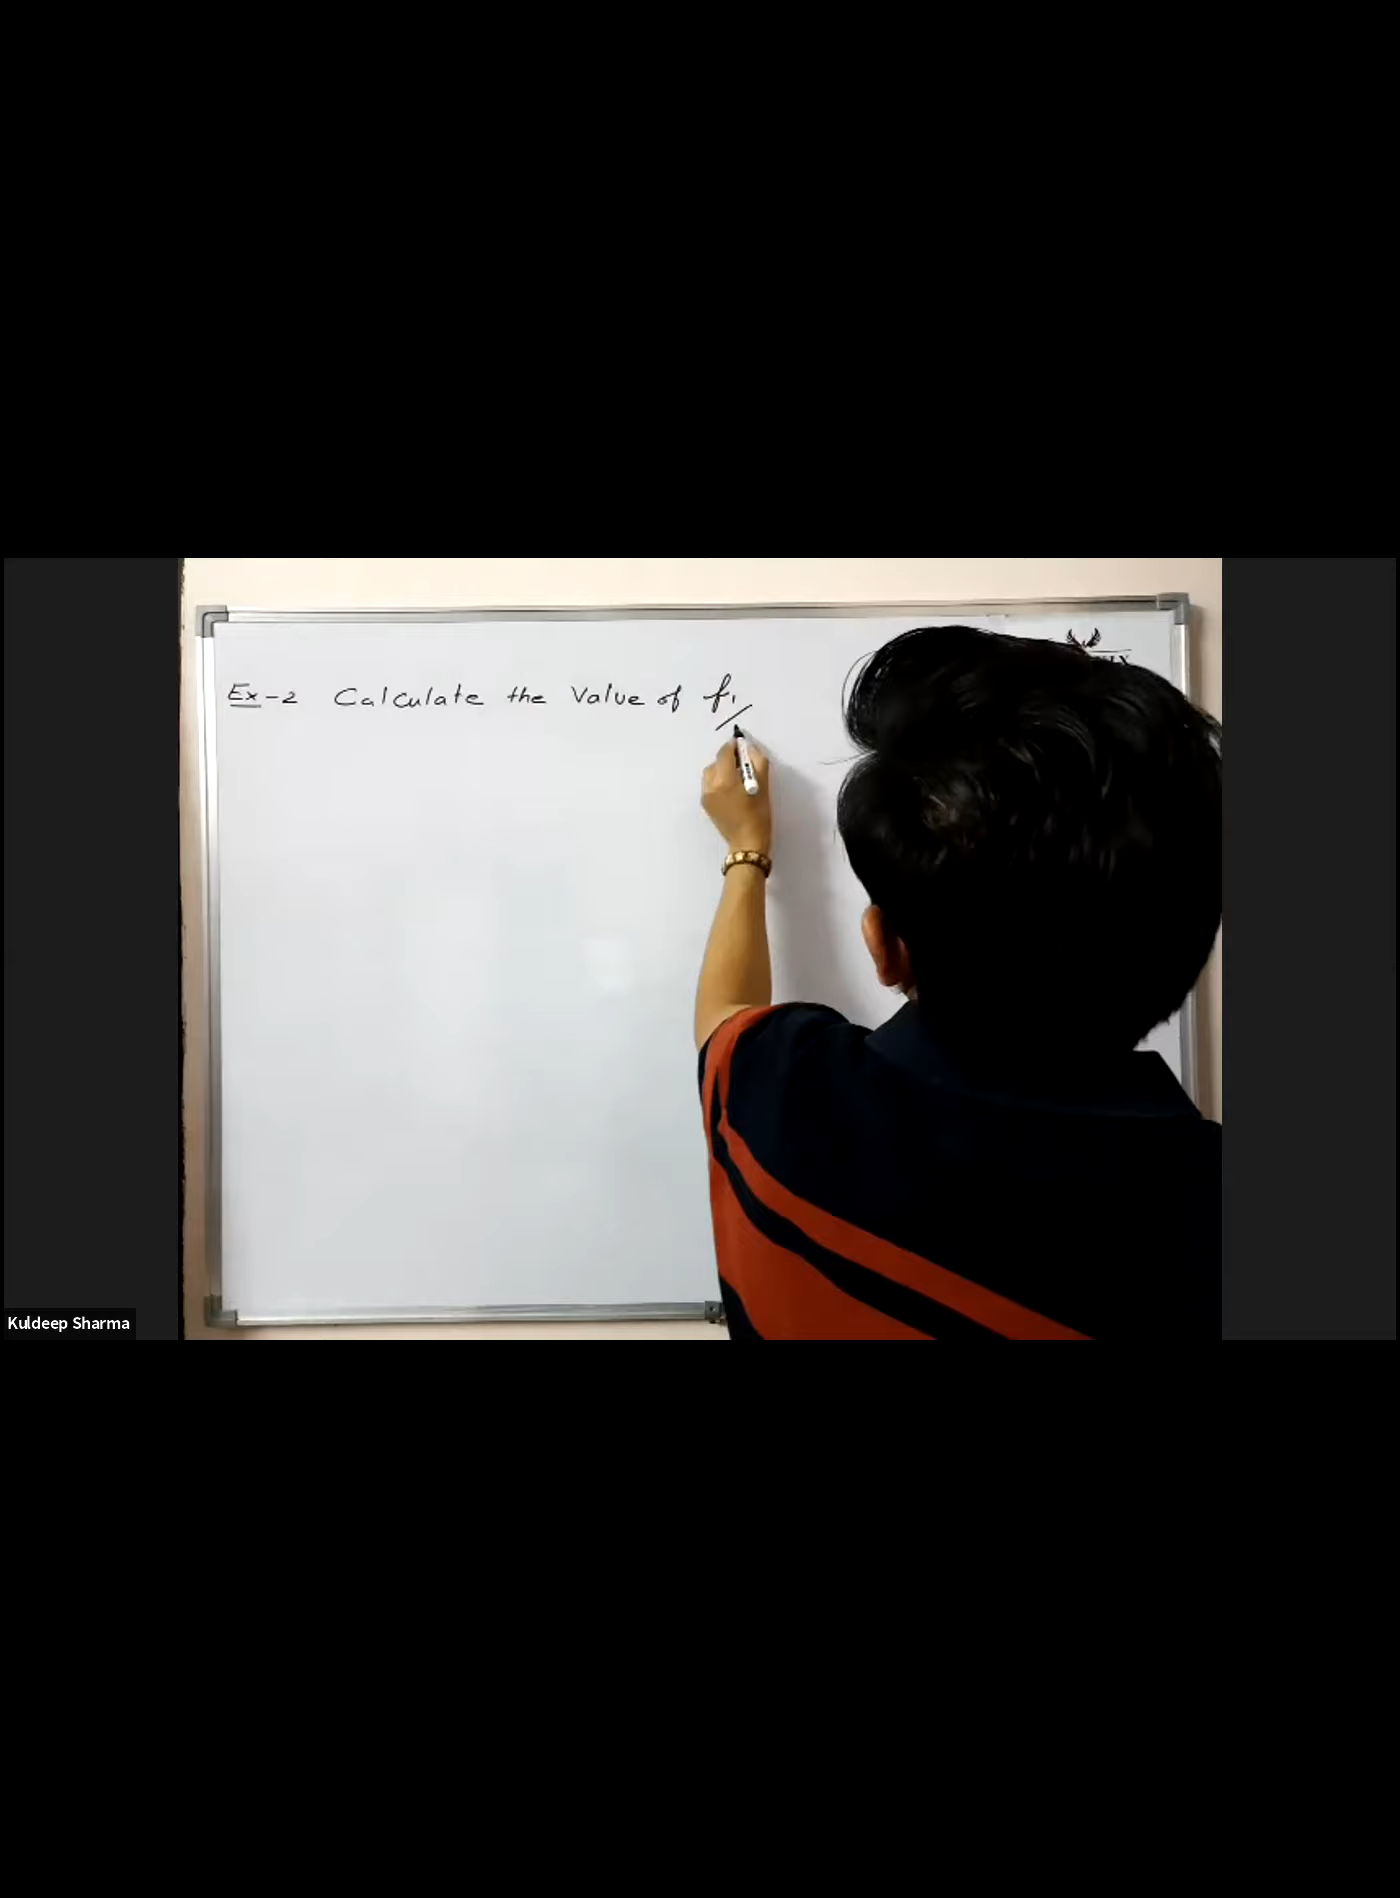 Ex-2 Calculate the Value of f1/
Kuldeep Sharma